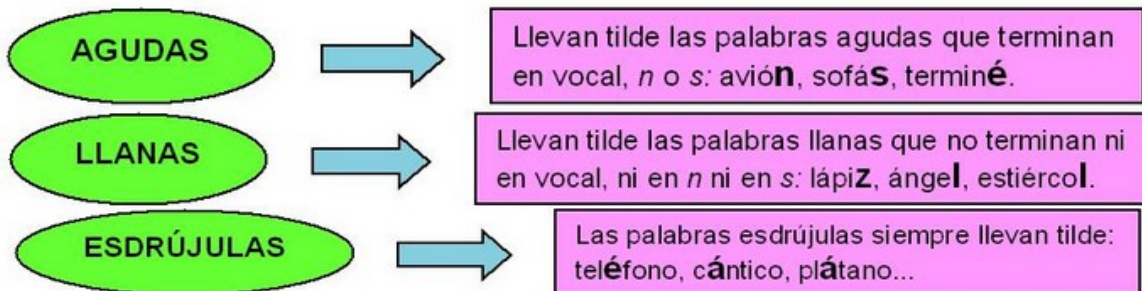 AGUDAS
Llevan tilde las palabras agudas que terminan
en vocal, n o s: avión, sofás, terminé.
LLANAS
Llevan tilde las palabras llanas que no terminan ni
en vocal, ni en n ni en s: lápiz, ángel, estiércol.
ESDRÚJULAS
Las palabras esdrújulas siempre llevan tilde:
teléfono, cántico, plátano...